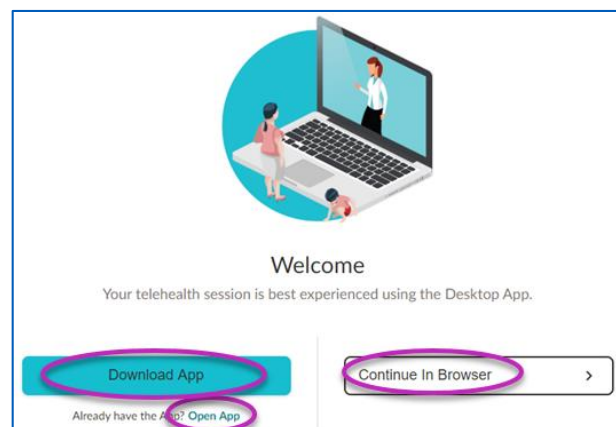 Welcome
Your telehealth session is best experienced using the Desktop App.
Download App
Already have the App? Open App
Continue In Browser